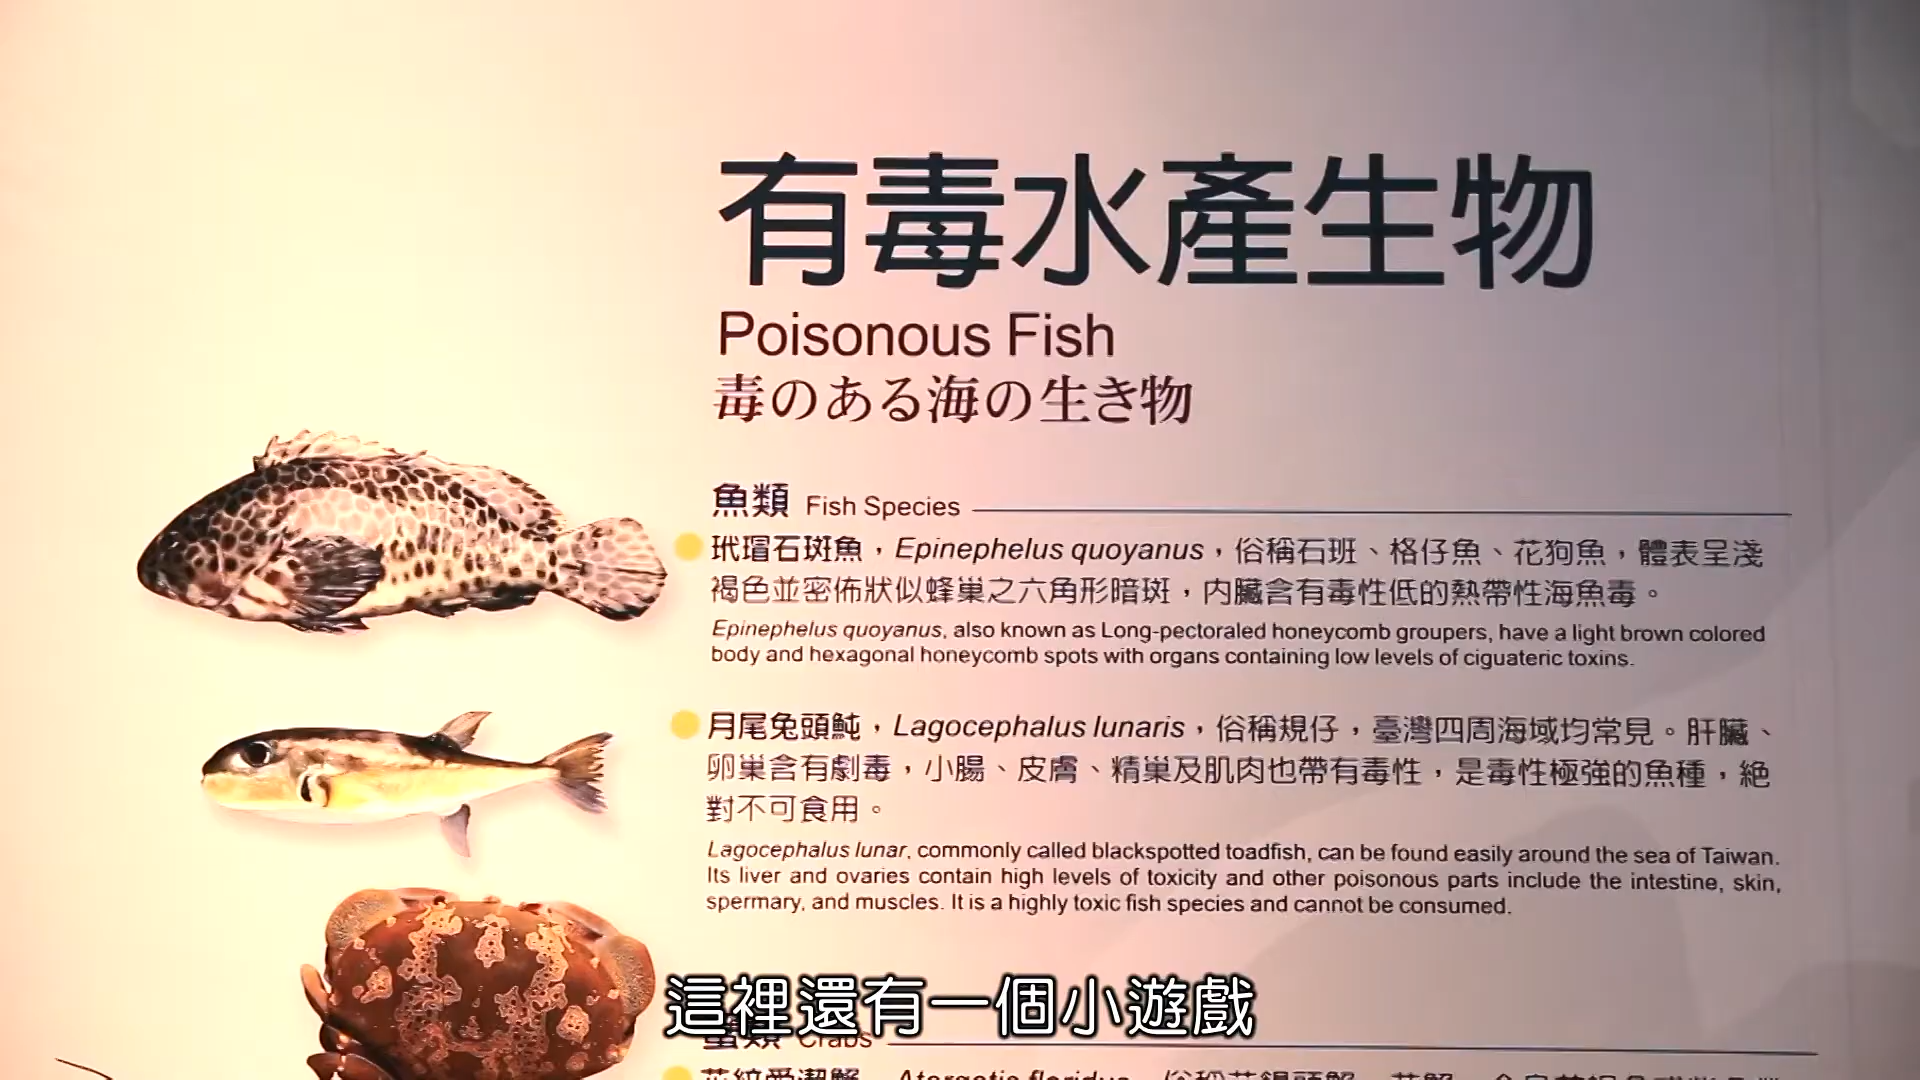 有毒水產生物
Poisonous Fish
毒のある海の生き物
魚類 Fish Species
玳瑁石斑魚，Epinephelus quoyanus，俗稱石班、格仔魚、花狗魚，體表呈淺
褐色並密佈狀似蜂巢之六角形暗斑，內臟含有毒性低的熱帶性海魚毒。
Epinephelus quoyanus, also known as Long-pectoraled honeycomb groupers, have a light brown colored
body and hexagonal honeycomb spots with organs containing low levels of ciguateric toxins.
月尾兔頭魨，Lagocephalus lunaris，俗稱規仔，臺灣四周海域均常見。肝臟、
卵巢含有劇毒，小腸、皮膚、精巢及肌肉也帶有毒性，是毒性極強的魚種，絕
對不可食用。
Lagocephalus lunar, commonly called blackspotted toadfish, can be found easily around the sea of Taiwan.
Its liver and ovaries contain high levels of toxicity and other poisonous parts include the intestine, skin,
spermary, and muscles. It is a highly toxic fish species and cannot be consumed.
這裡還有一個小遊戲
蟹類 Crabs
Atergatis floridus